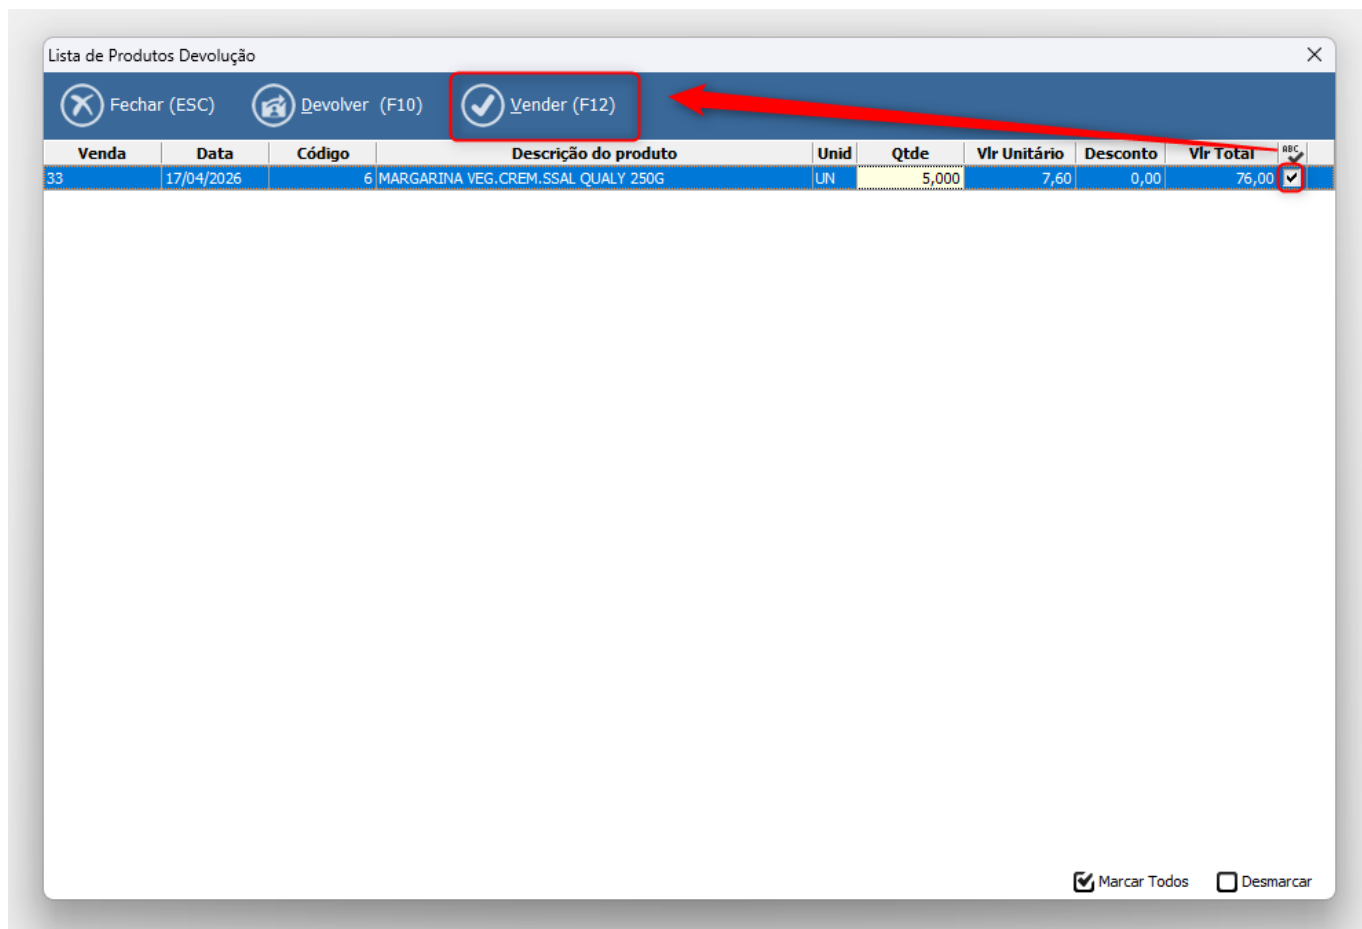 Lista de Produtos Devolução
Fechar (ESC) Devolver (F10) Vender (F12)
Venda Data Código Descrição do produto Unid Qtde Vlr Unitário Desconto Vlr Total ABC
33 17/04/2026 6 MARGARINA VEG.CREM.SSAL QUALY 250G UN 5,000 7,60 0,00 76,00
Marcar Todos Desmarcar